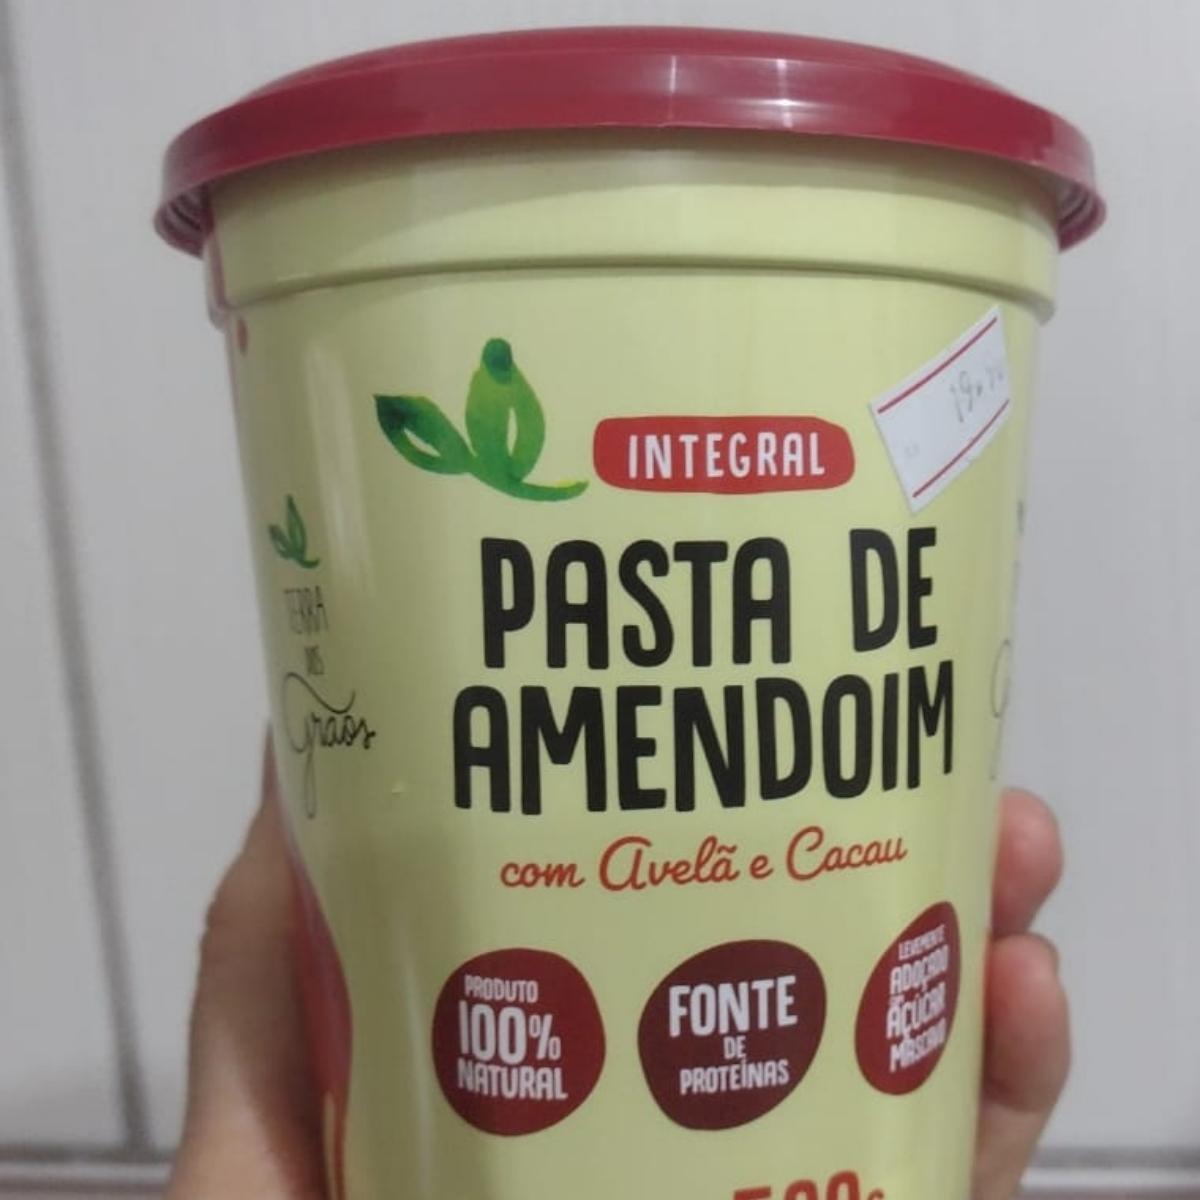 INTEGRAL
PASTA DE
AMENDOIM
com Avelã e Cacau
TERRA
DOS
Grãos
PRODUTO
100%
NATURAL
FONTE
DE
PROTEÍNAS
LEVEMENTE
ADOÇADO
AÇÚCAR
MASCAVO